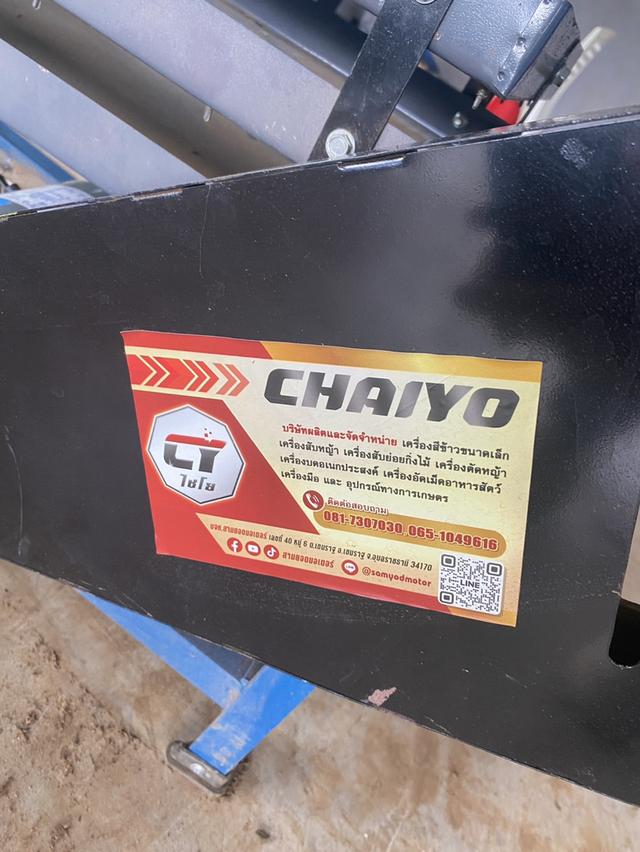 CHAIYO
CY
ไชโย
บริษัทผลิตและจัดจำหน่าย เครื่องสีข้าวขนาดเล็ก
เครื่องสับหญ้า เครื่องสับย่อยกิ่งไม้ เครื่องตัดหญ้า
เครื่องบดอเนกประสงค์ เครื่องอัดเม็ดอาหารสัตว์
เครื่องมือ และ อุปกรณ์ทางการเกษตร
ติดต่อสอบถาม
081-7307030, 065-1049616
บจก.สามยอดมอเตอร์ เลขที่ 40 หมู่ 6 ต.เขมราฐ อ.เขมราฐ จ.อุบลราชธานี 34170
สามยอดมอเตอร์
@samyodmotor
LINE